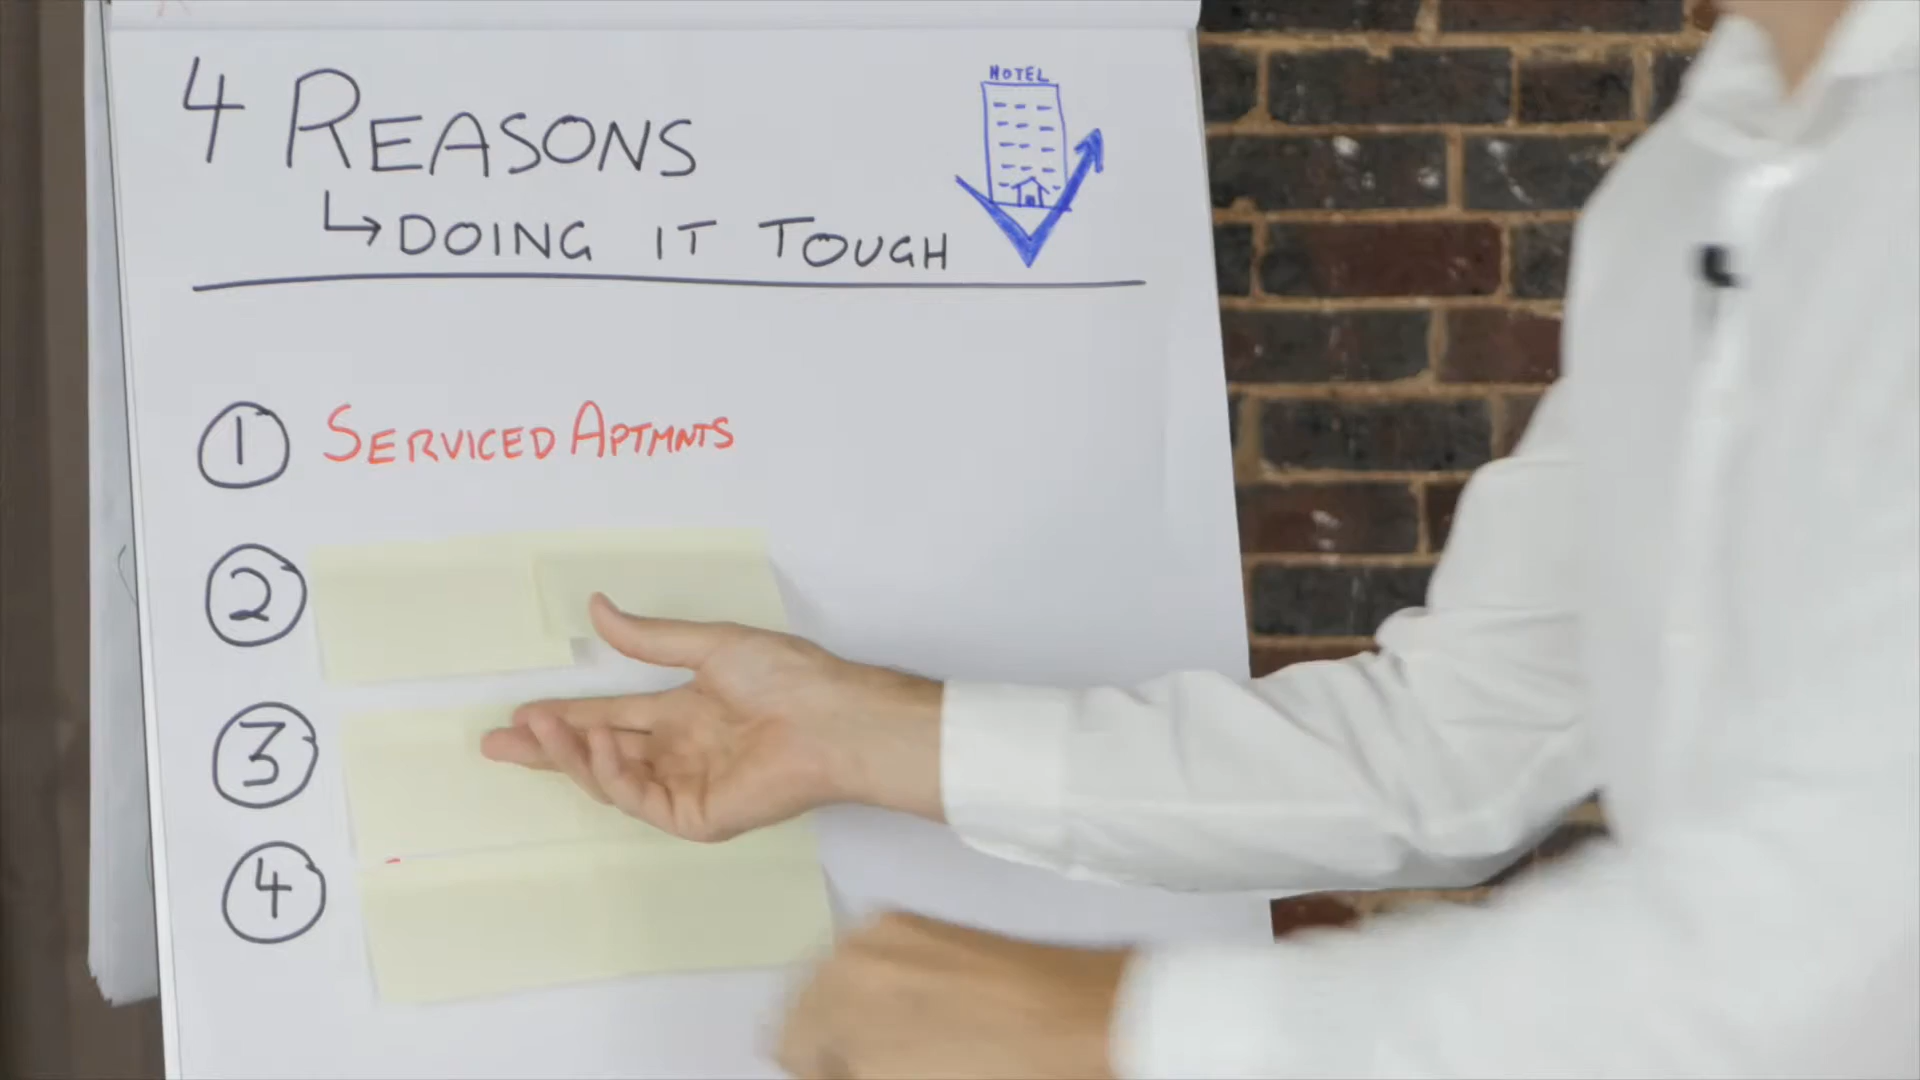 HOTEL
4 REASONS
↳ DOING IT TOUGH
1 SERVICED APTMNTS
2
3
4